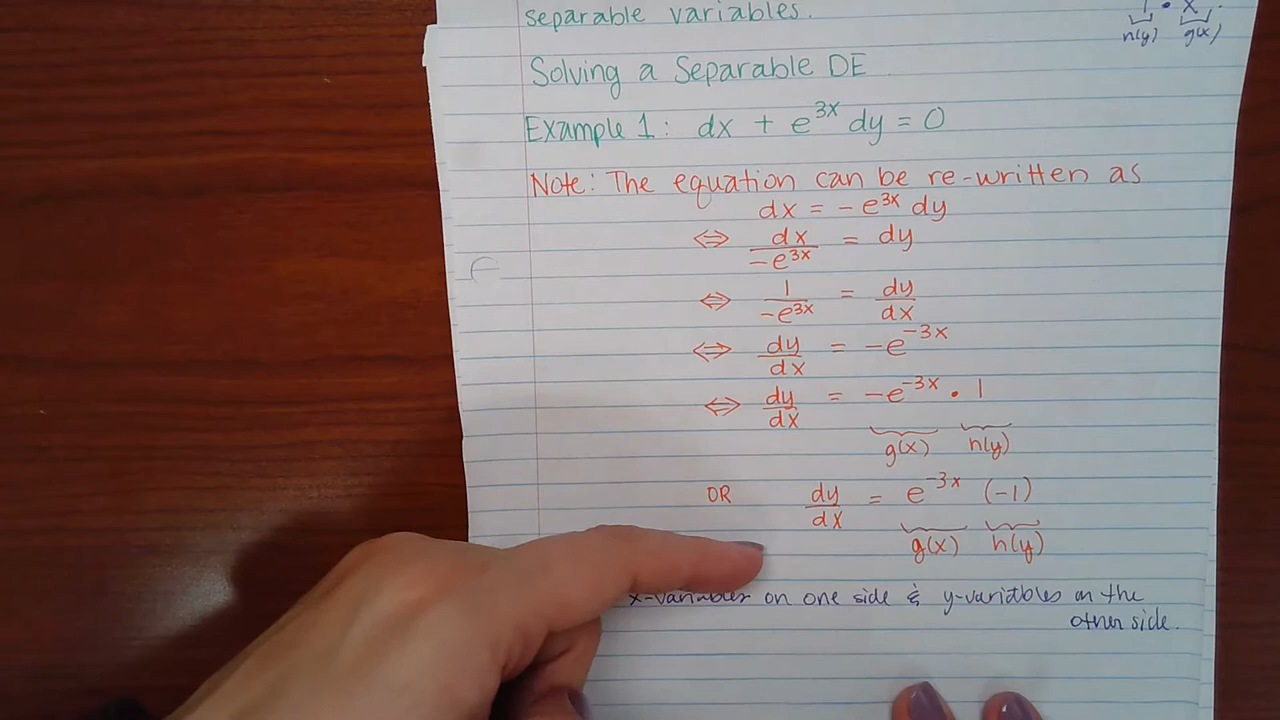 separable variables.
1 • x.
h(y) g(x)
Solving a Separable DE
Example 1: dx + e^{3x} dy = 0
Note: The equation can be re-written as
dx = -e^{3x} dy
⇔ dx/-e^{3x} = dy
⇔ 1/-e^{3x} = dy/dx
⇔ dy/dx = -e^{-3x}
⇔ dy/dx = -e^{-3x} • 1
g(x) h(y)
OR dy/dx = e^{-3x} (-1)
g(x) h(y)
x-variables on one side & y-variables on the
other side.